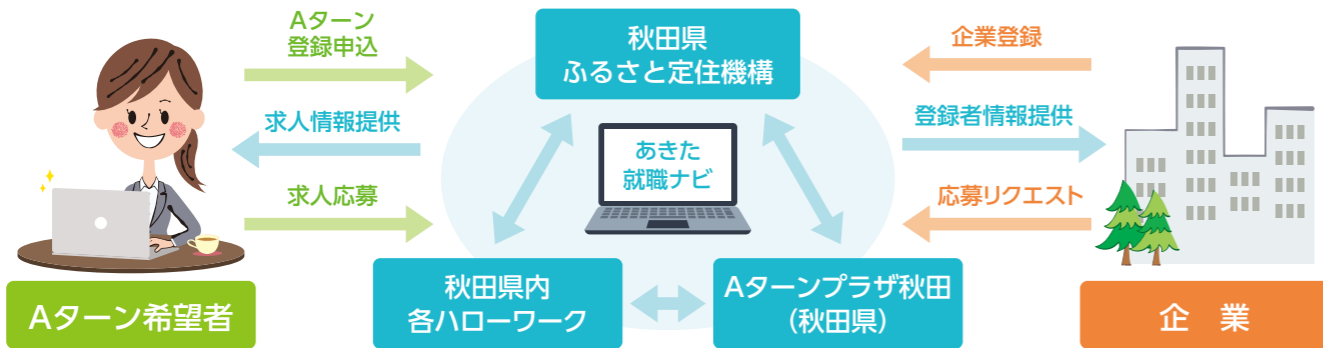 Aターン
登録申込
求人情報提供
求人応募
Aターン希望者
秋田県
ふるさと定住機構
あきた
就職ナビ
秋田県内
各ハローワーク
Aターンプラザ秋田
(秋田県)
企業登録
登録者情報提供
応募リクエスト
企　業